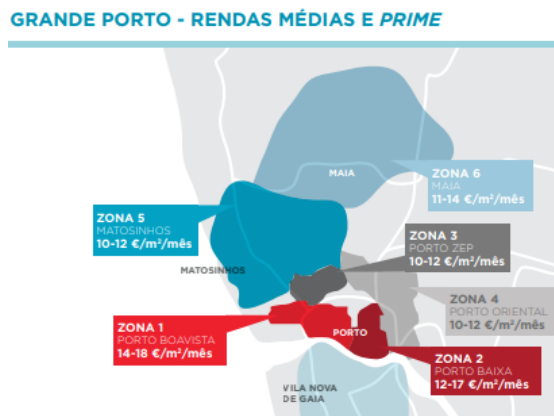 GRANDE PORTO - RENDAS MÉDIAS E PRIME
MAIA
ZONA 6
MAIA
11-14 €/m²/mês
ZONA 5
MATOSINHOS
10-12 €/m²/mês
ZONA 3
PORTO ZEP
10-12 €/m²/mês
MATOSINHOS
ZONA 4
PORTO ORIENTAL
10-12 €/m²/mês
ZONA 1
PORTO BOAVISTA
14-18 €/m²/mês
PORTO
ZONA 2
PORTO BAIXA
12-17 €/m²/mês
VILA NOVA
DE GAIA